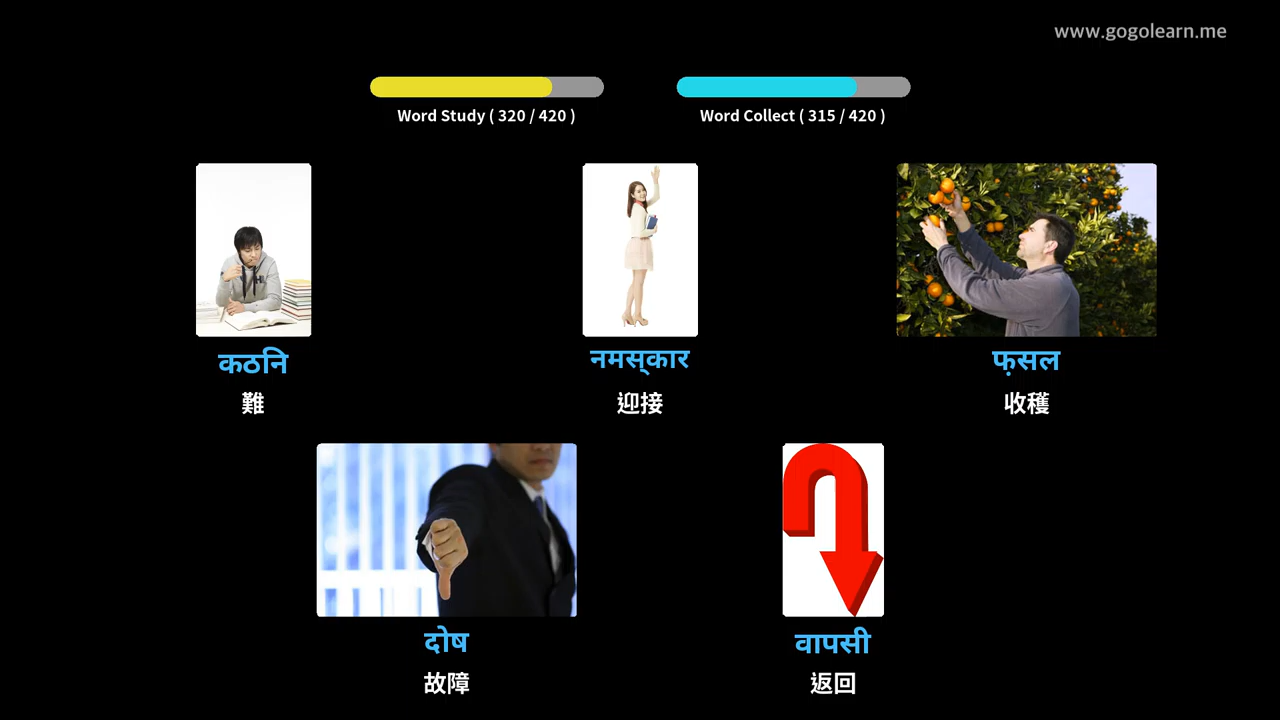 www.gogolearn.me
Word Study ( 320 / 420 )
Word Collect ( 315 / 420 )
कठनि
難
नमस्कार
迎接
फ़सल
收穫
दोष
故障
वापसी
返回